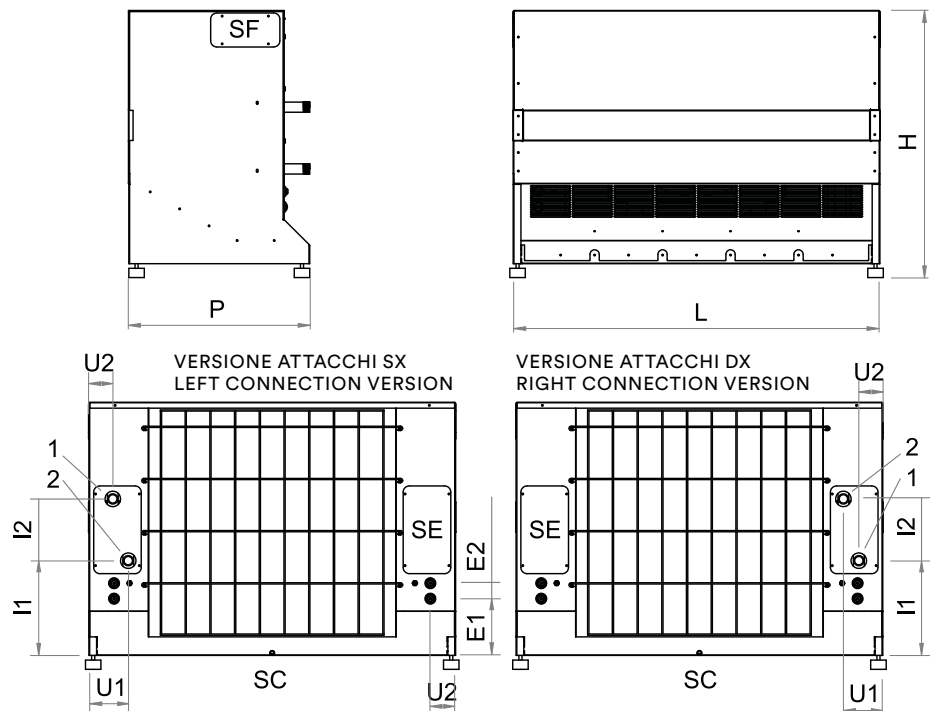 SF
H
P
L
U2
VERSIONE ATTACCHI SX
LEFT CONNECTION VERSION
VERSIONE ATTACCHI DX
RIGHT CONNECTION VERSION
U2
1
2
I2
I1
SE
E2
E1
U1
SC
U2
SE
2
1
I2
I1
SC
U1